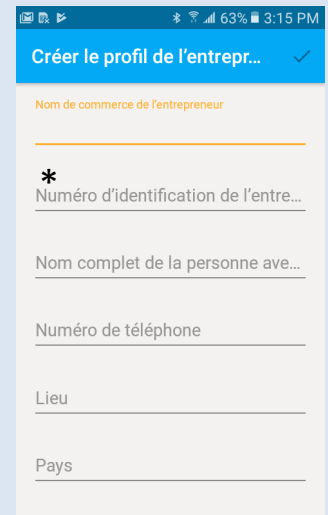 63% 3:15 PM
Créer le profil de l'entrepr...
Nom de commerce de l'entrepreneur
*
Numéro d'identification de l'entre...
Nom complet de la personne ave...
Numéro de téléphone
Lieu
Pays